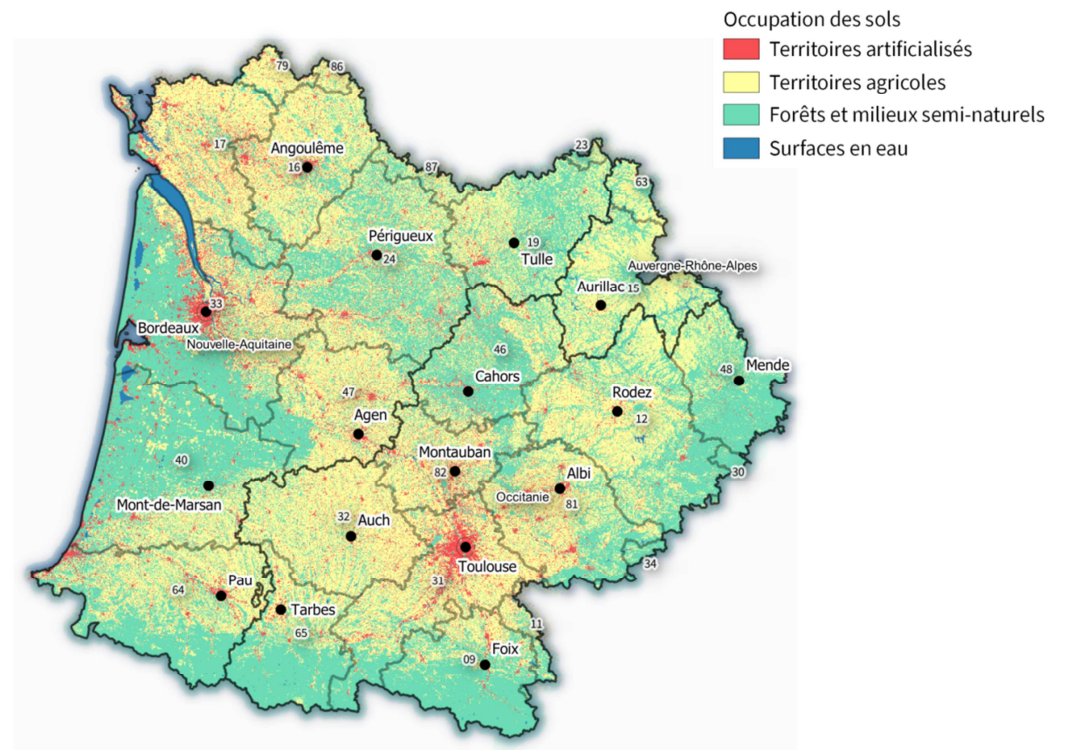 Occupation des sols
Territoires artificialisés
Territoires agricoles
Forêts et milieux semi-naturels
Surfaces en eau
79
86
17
Angoulême
16
87
23
63
Périgueux
24
19
Tulle
Auvergne-Rhône-Alpes
Aurillac 15
33
Bordeaux
Nouvelle-Aquitaine
46
48
Mende
Cahors
47
Rodez
12
Agen
Montauban
82
40
30
Albi
Occitanie
81
Mont-de-Marsan
32
Auch
Toulouse
34
31
64
Pau
Tarbes
65
11
Foix
09